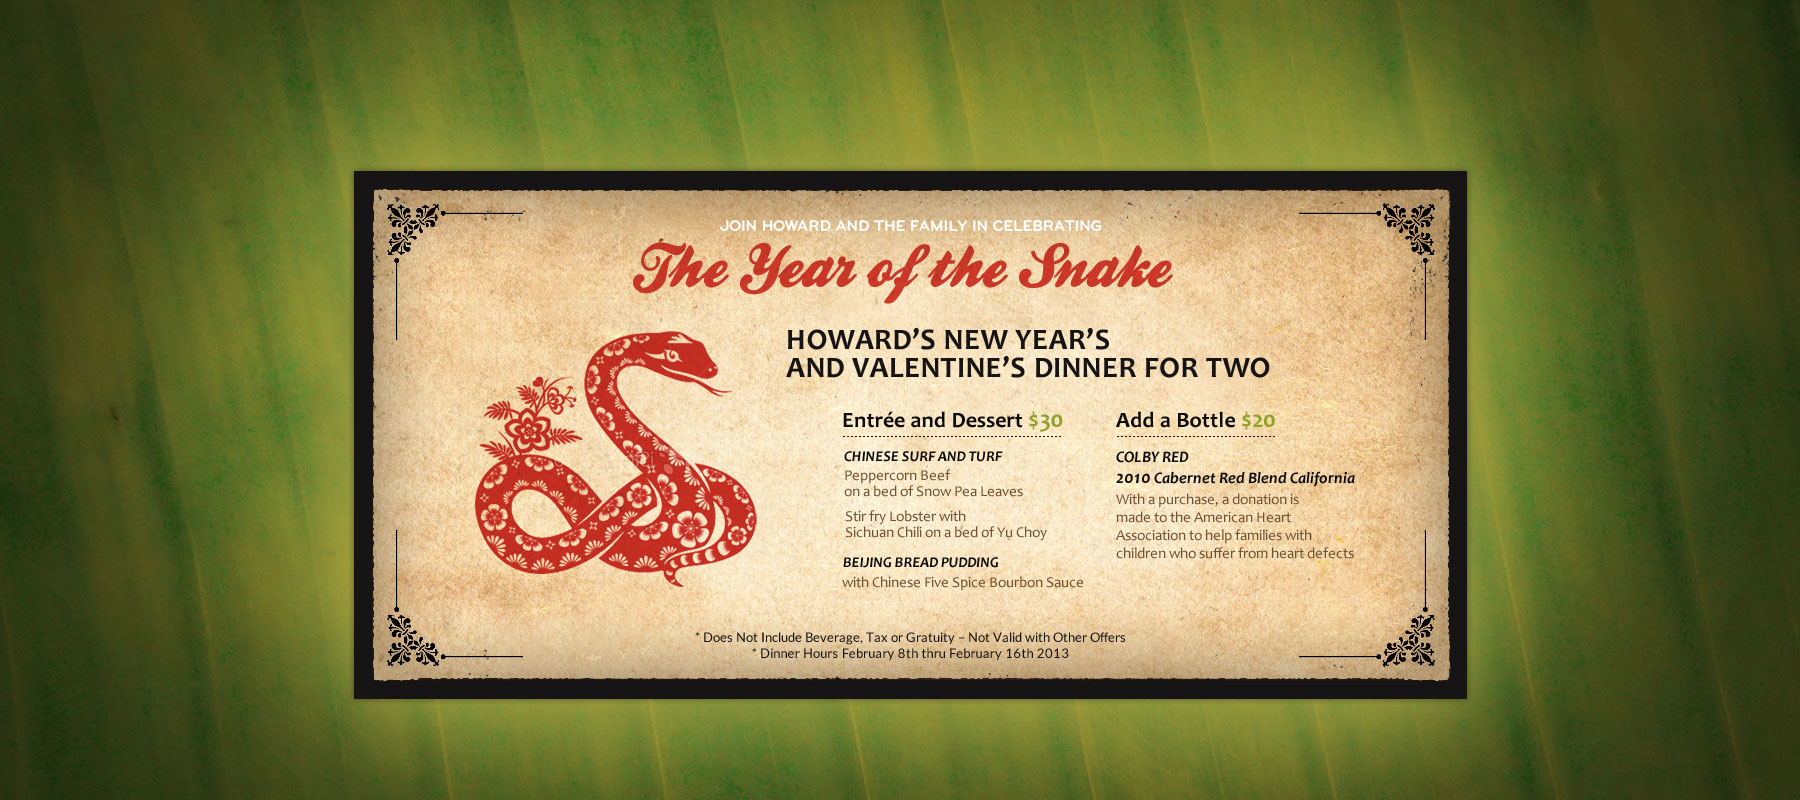 JOIN HOWARD AND THE FAMILY IN CELEBRATING
The Year of the Snake
HOWARD’S NEW YEAR’S
AND VALENTINE’S DINNER FOR TWO
Entrée and Dessert $30
CHINESE SURF AND TURF
Peppercorn Beef
on a bed of Snow Pea Leaves
Stir fry Lobster with
Sichuan Chili on a bed of Yu Choy
BEIJING BREAD PUDDING
with Chinese Five Spice Bourbon Sauce
Add a Bottle $20
COLBY RED
2010 Cabernet Red Blend California
With a purchase, a donation is
made to the American Heart
Association to help families with
children who suffer from heart defects
* Does Not Include Beverage, Tax or Gratuity – Not Valid with Other Offers
* Dinner Hours February 8th thru February 16th 2013